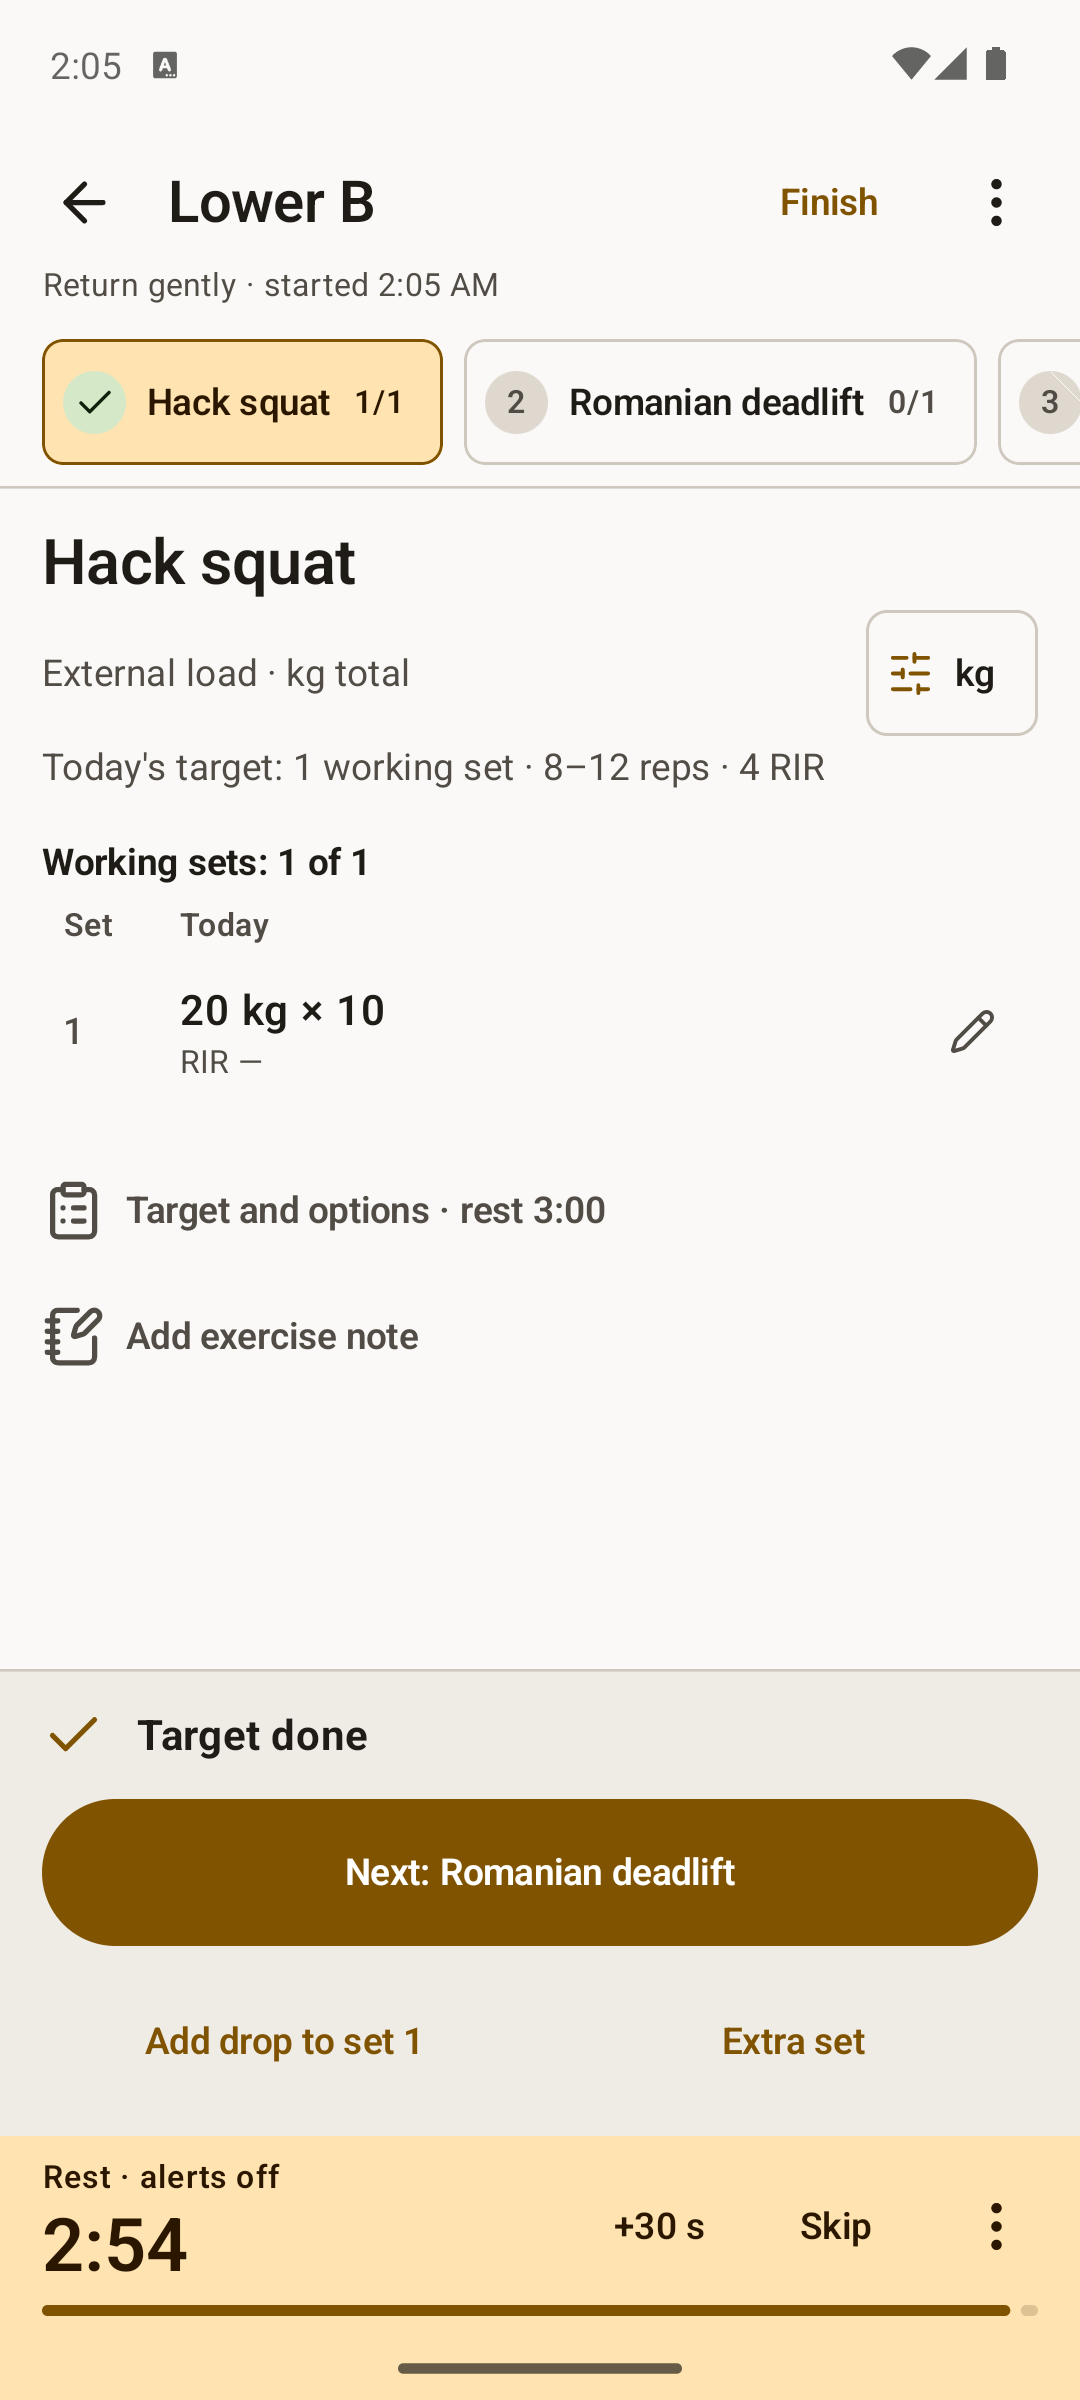 2:05
Lower B
Finish
Return gently · started 2:05 AM
Hack squat 1/1
2 Romanian deadlift 0/1
3
Hack squat
External load · kg total
kg
Today's target: 1 working set · 8–12 reps · 4 RIR
Working sets: 1 of 1
Set Today
1 20 kg × 10
RIR —
Target and options · rest 3:00
Add exercise note
Target done
Next: Romanian deadlift
Add drop to set 1
Extra set
Rest · alerts off
2:54
+30 s
Skip